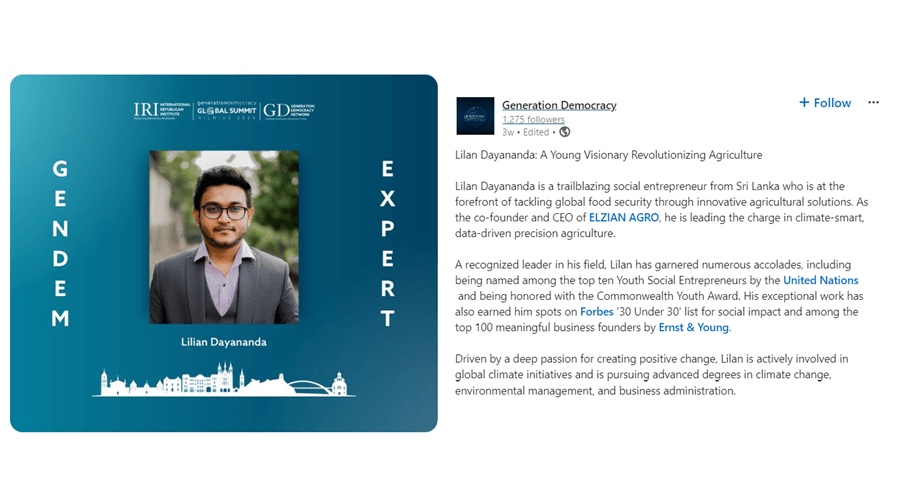 IRI INTERNATIONAL REPUBLICAN INSTITUTE
generationdemocracy
GLOBAL SUMMIT
VILNIUS 2024
GD GENERATION DEMOCRACY NETWORK
GENDEM
EXPERT
Lilian Dayananda
Generation Democracy
1,275 followers
3w • Edited •
+ Follow
Lilan Dayananda: A Young Visionary Revolutionizing Agriculture
Lilan Dayananda is a trailblazing social entrepreneur from Sri Lanka who is at the
forefront of tackling global food security through innovative agricultural solutions. As
the co-founder and CEO of ELZIAN AGRO, he is leading the charge in climate-smart,
data-driven precision agriculture.
A recognized leader in his field, Lilan has garnered numerous accolades, including
being named among the top ten Youth Social Entrepreneurs by the United Nations
and being honored with the Commonwealth Youth Award. His exceptional work has
also earned him spots on Forbes '30 Under 30' list for social impact and among the
top 100 meaningful business founders by Ernst & Young.
Driven by a deep passion for creating positive change, Lilan is actively involved in
global climate initiatives and is pursuing advanced degrees in climate change,
environmental management, and business administration.